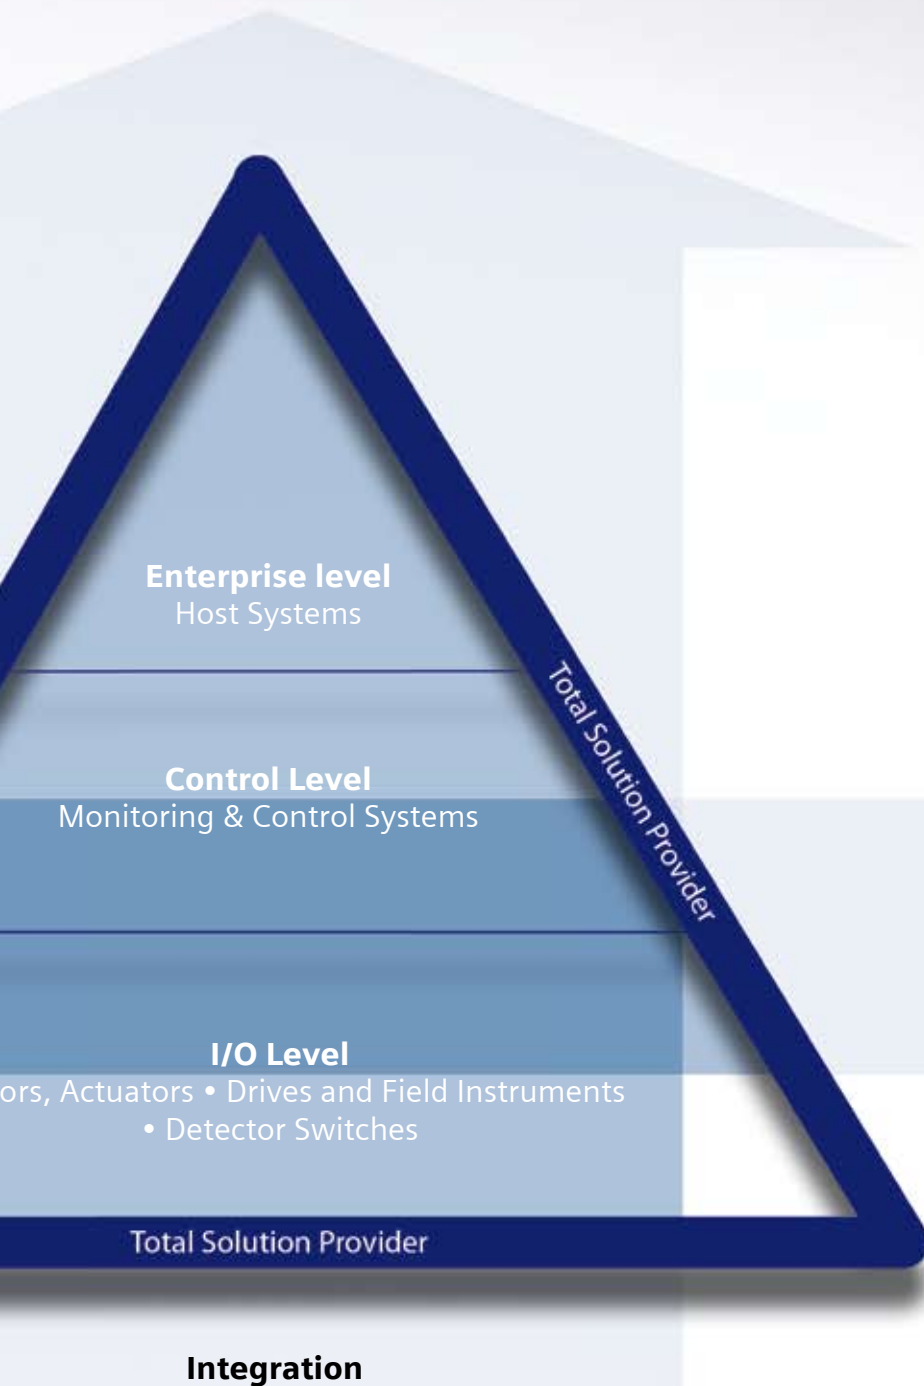 Enterprise level
Host Systems
Total Solution Provider
Control Level
Monitoring & Control Systems
I/O Level
Actuators • Drives and Field Instruments
• Detector Switches
Total Solution Provider
Integration